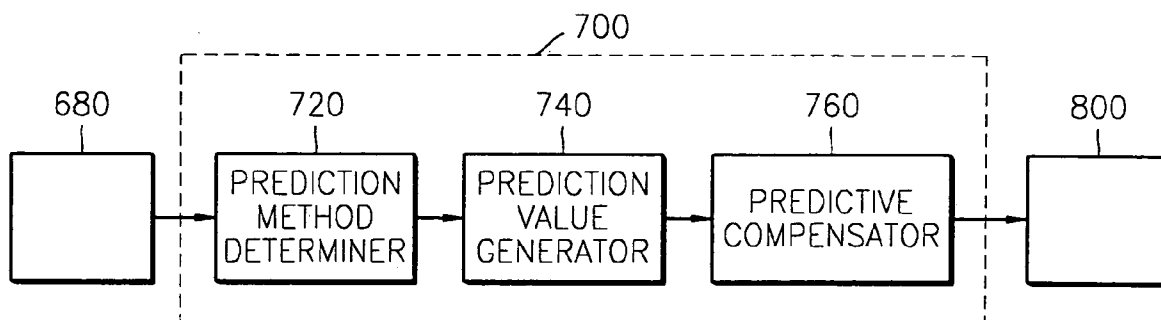 700
680
720
740
760
800
PREDICTION
METHOD
DETERMINER
PREDICTION
VALUE
GENERATOR
PREDICTIVE
COMPENSATOR